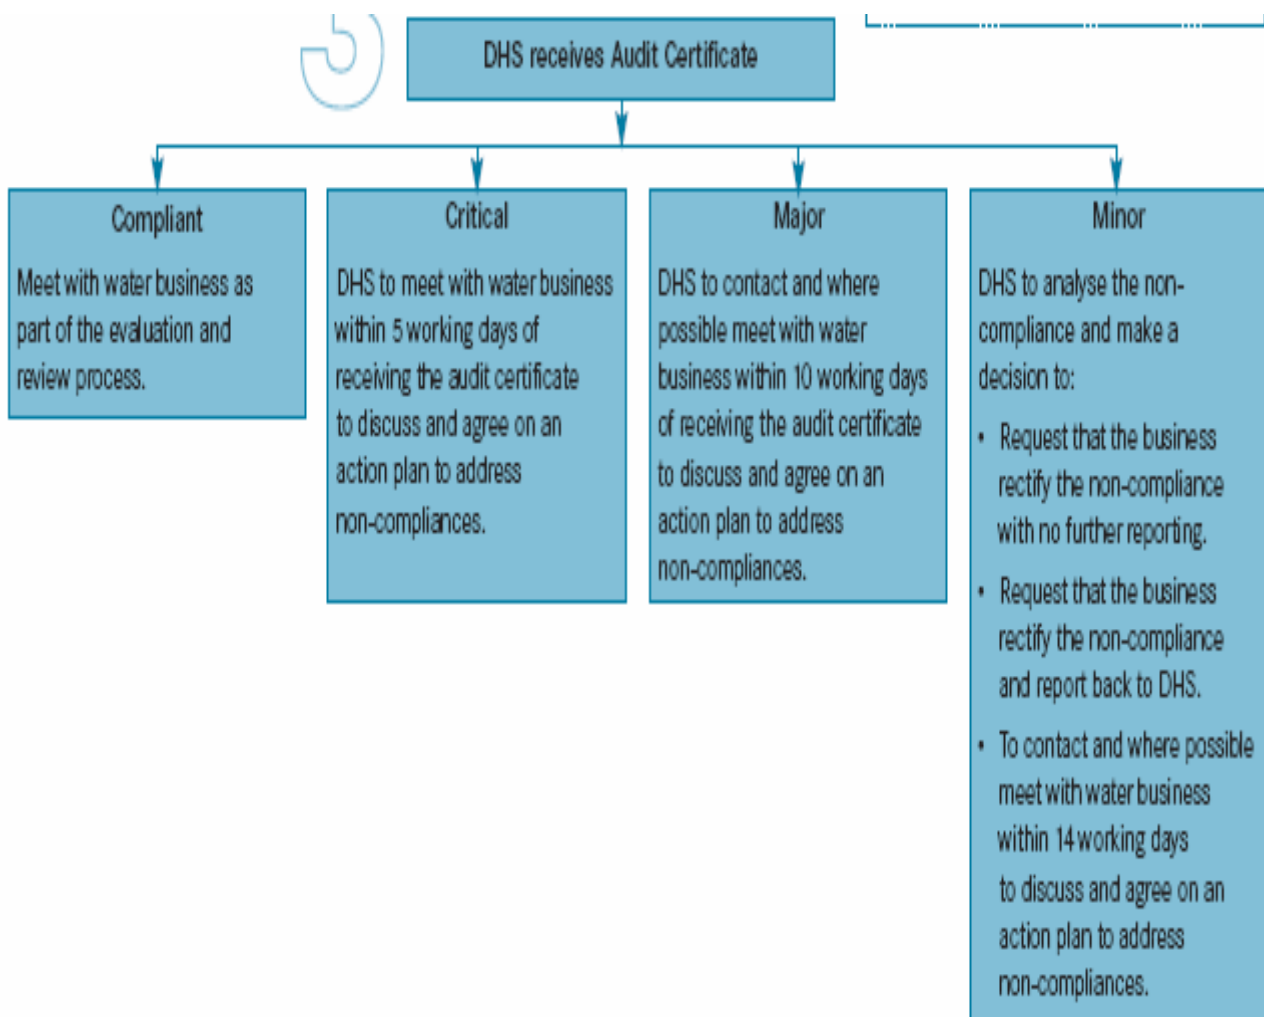 3
DHS receives Audit Certificate
Compliant
Meet with water business as
part of the evaluation and
review process.
Critical
DHS to meet with water business
within 5 working days of
receiving the audit certificate
to discuss and agree on an
action plan to address
non-compliances.
Major
DHS to contact and where
possible meet with water
business within 10 working days
of receiving the audit certificate
to discuss and agree on an
action plan to address
non-compliances.
Minor
DHS to analyse the non-
compliance and make a
decision to:
• Request that the business
rectify the non-compliance
with no further reporting.
• Request that the business
rectify the non-compliance
and report back to DHS.
• To contact and where possible
meet with water business
within 14 working days
to discuss and agree on an
action plan to address
non-compliances.